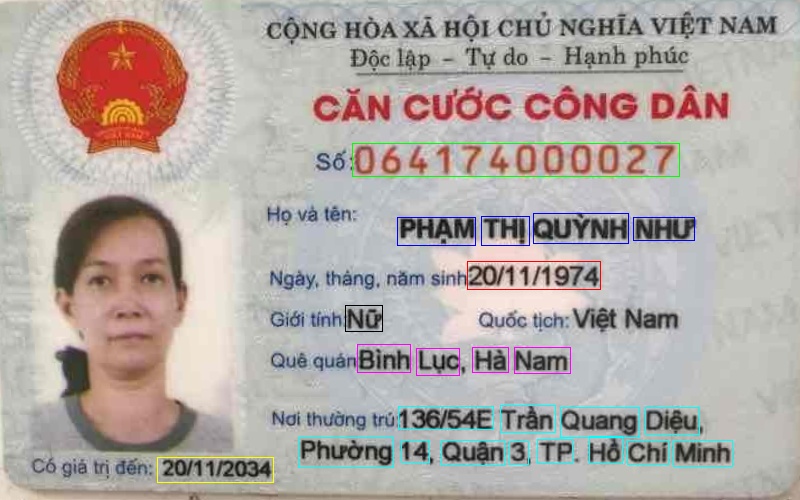 CỘNG HÒA XÃ HỘI CHỦ NGHĨA VIỆT NAM
Độc lập - Tự do - Hạnh phúc
CĂN CƯỚC CÔNG DÂN
Số: 064174000027
Họ và tên: PHẠM THỊ QUỲNH NHƯ
Ngày, tháng, năm sinh 20/11/1974
Giới tính: Nữ Quốc tịch: Việt Nam
Quê quán Bình Lục, Hà Nam
Nơi thường trú: 136/54E Trần Quang Diệu,
Phường 14, Quận 3, TP. Hồ Chí Minh
Có giá trị đến: 20/11/2034